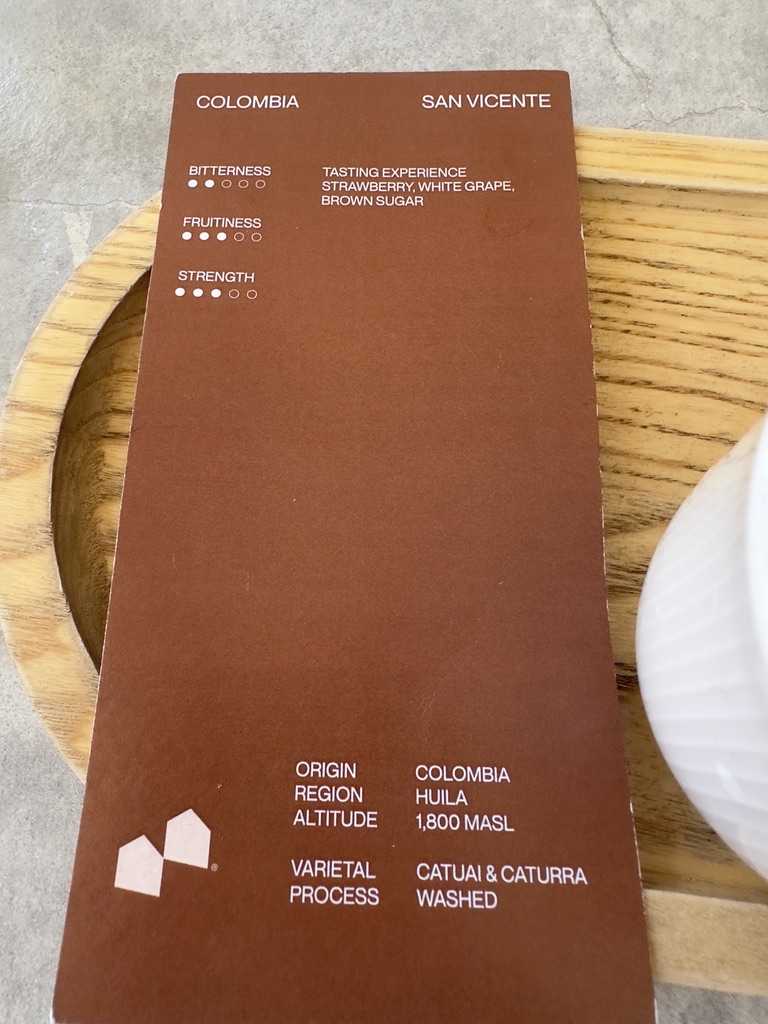 COLOMBIA SAN VICENTE
BITTERNESS
TASTING EXPERIENCE
STRAWBERRY, WHITE GRAPE,
BROWN SUGAR
FRUITINESS
STRENGTH
ORIGIN COLOMBIA
REGION HUILA
ALTITUDE 1,800 MASL
VARIETAL CATUAI & CATURRA
PROCESS WASHED
®